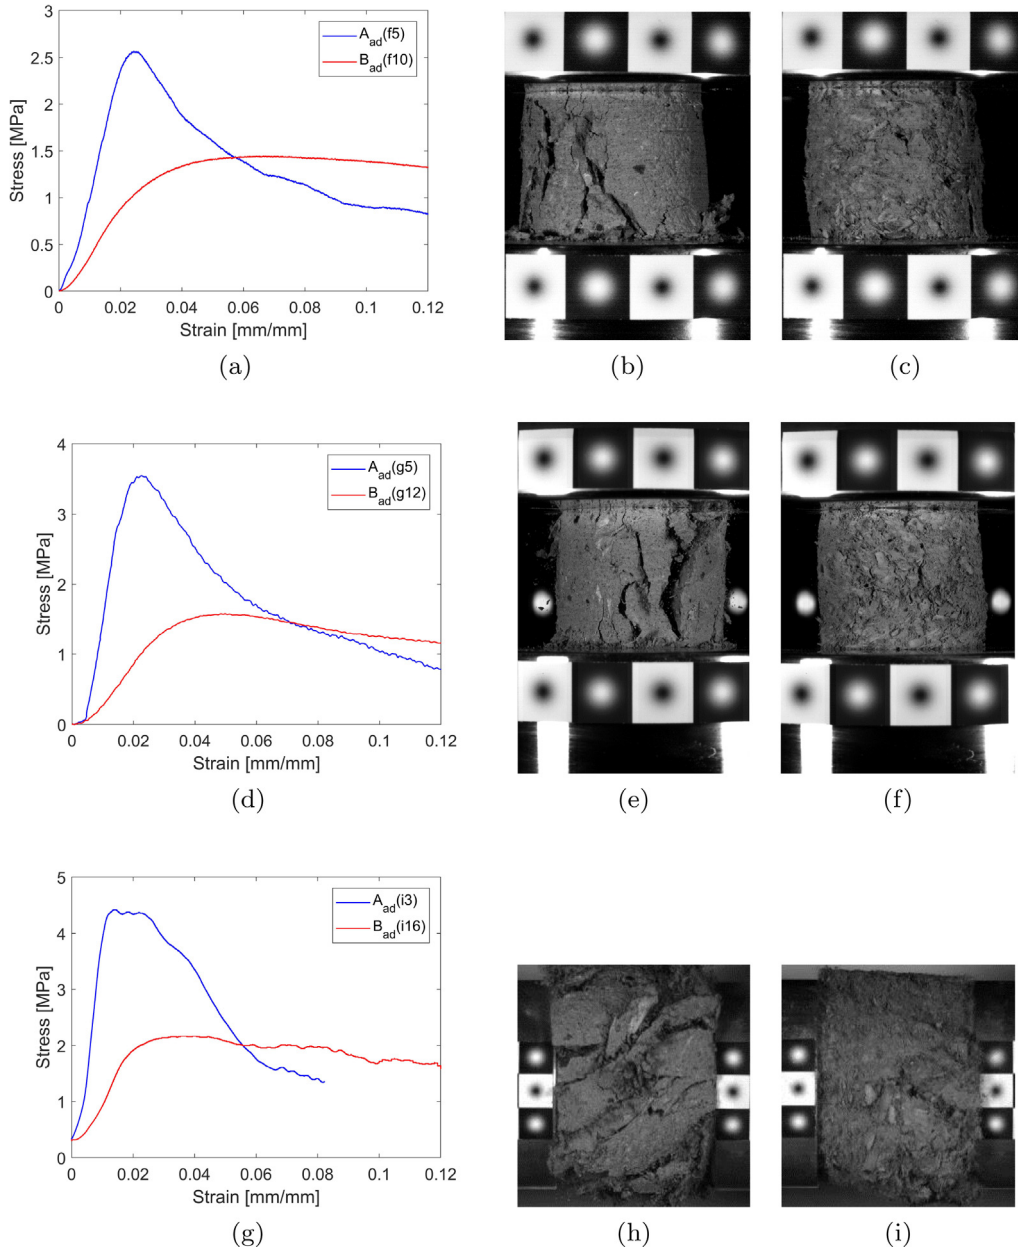 3
2.5
2
1.5
1
0.5
0
Stress [MPa]
A_ad(f5)
B_ad(f10)
0 0.02 0.04 0.06 0.08 0.1 0.12
Strain [mm/mm]
(a)
(b)
(c)
4
3
2
1
0
Stress [MPa]
A_ad(g5)
B_ad(g12)
0 0.02 0.04 0.06 0.08 0.1 0.12
Strain [mm/mm]
(d)
(e)
(f)
5
4
3
2
1
0
Stress [MPa]
A_ad(i3)
B_ad(i16)
0 0.02 0.04 0.06 0.08 0.1 0.12
Strain [mm/mm]
(g)
(h)
(i)